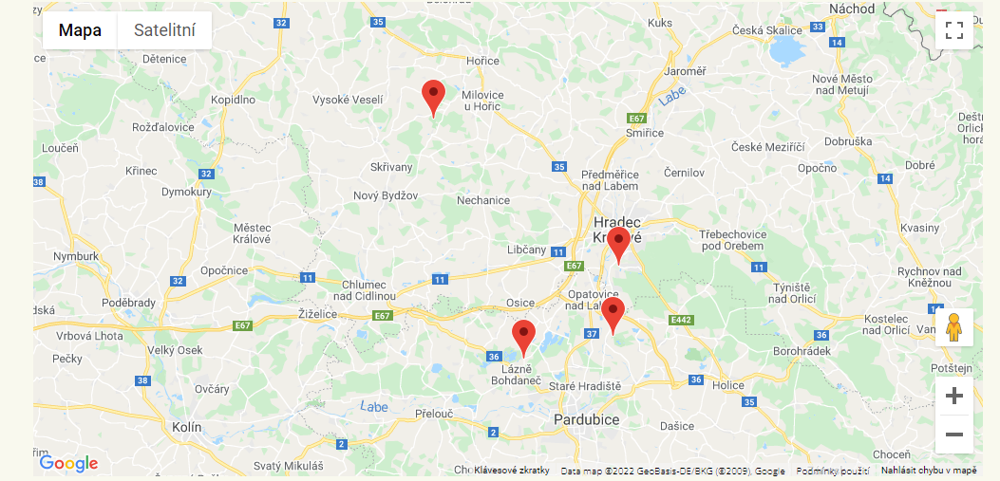 Mapa
Satelitní
32
35
Náchod
Kuks
Česká Skalice
33
14
Dětenice
Hořice
Jaroměř
Nové Město
nad Metují
Kopidlno
Vysoké Veselí
Milovice
u Hořic
Labe
Rožďalovice
E67
Smiřice
Loučeň
České Meziříčí
Dobruška
Křinec
32
Skřivany
35
Předměřice
nad Labem
Černilov
Opočno
Dobré
14
38
Dymokury
Nový Bydžov
Nechanice
Městec
Králové
Hradec
Králové
Třebechovice
pod Orebem
Kvasiny
Nymburk
Libčany
11
E67
11
Opočnice
32
11
11
Rychnov nad
Kněžnou
Chlumec
nad Cidlinou
Týniště
nad Orlicí
Poděbrady
Osice
Opatovice
Žiželice
E67
E67
E442
14
Kostelec
nad Orlicí
Vrbová Lhota
37
36
Velký Osek
36
Borohrádek
Pečky
Lázně
Bohdaneč
Potštejn
38
Ovčáry
Staré Hradiště
36
Holice
35
Labe
Přelouč
Pardubice
Kolín
2
2
Dašice
Svatý Mikuláš
Choceň
Google
Klávesové zkratky
Data map ©2022 GeoBasis-DE/BKG (©2009), Google
Podmínky použití
Nahlásit chybu v mapě